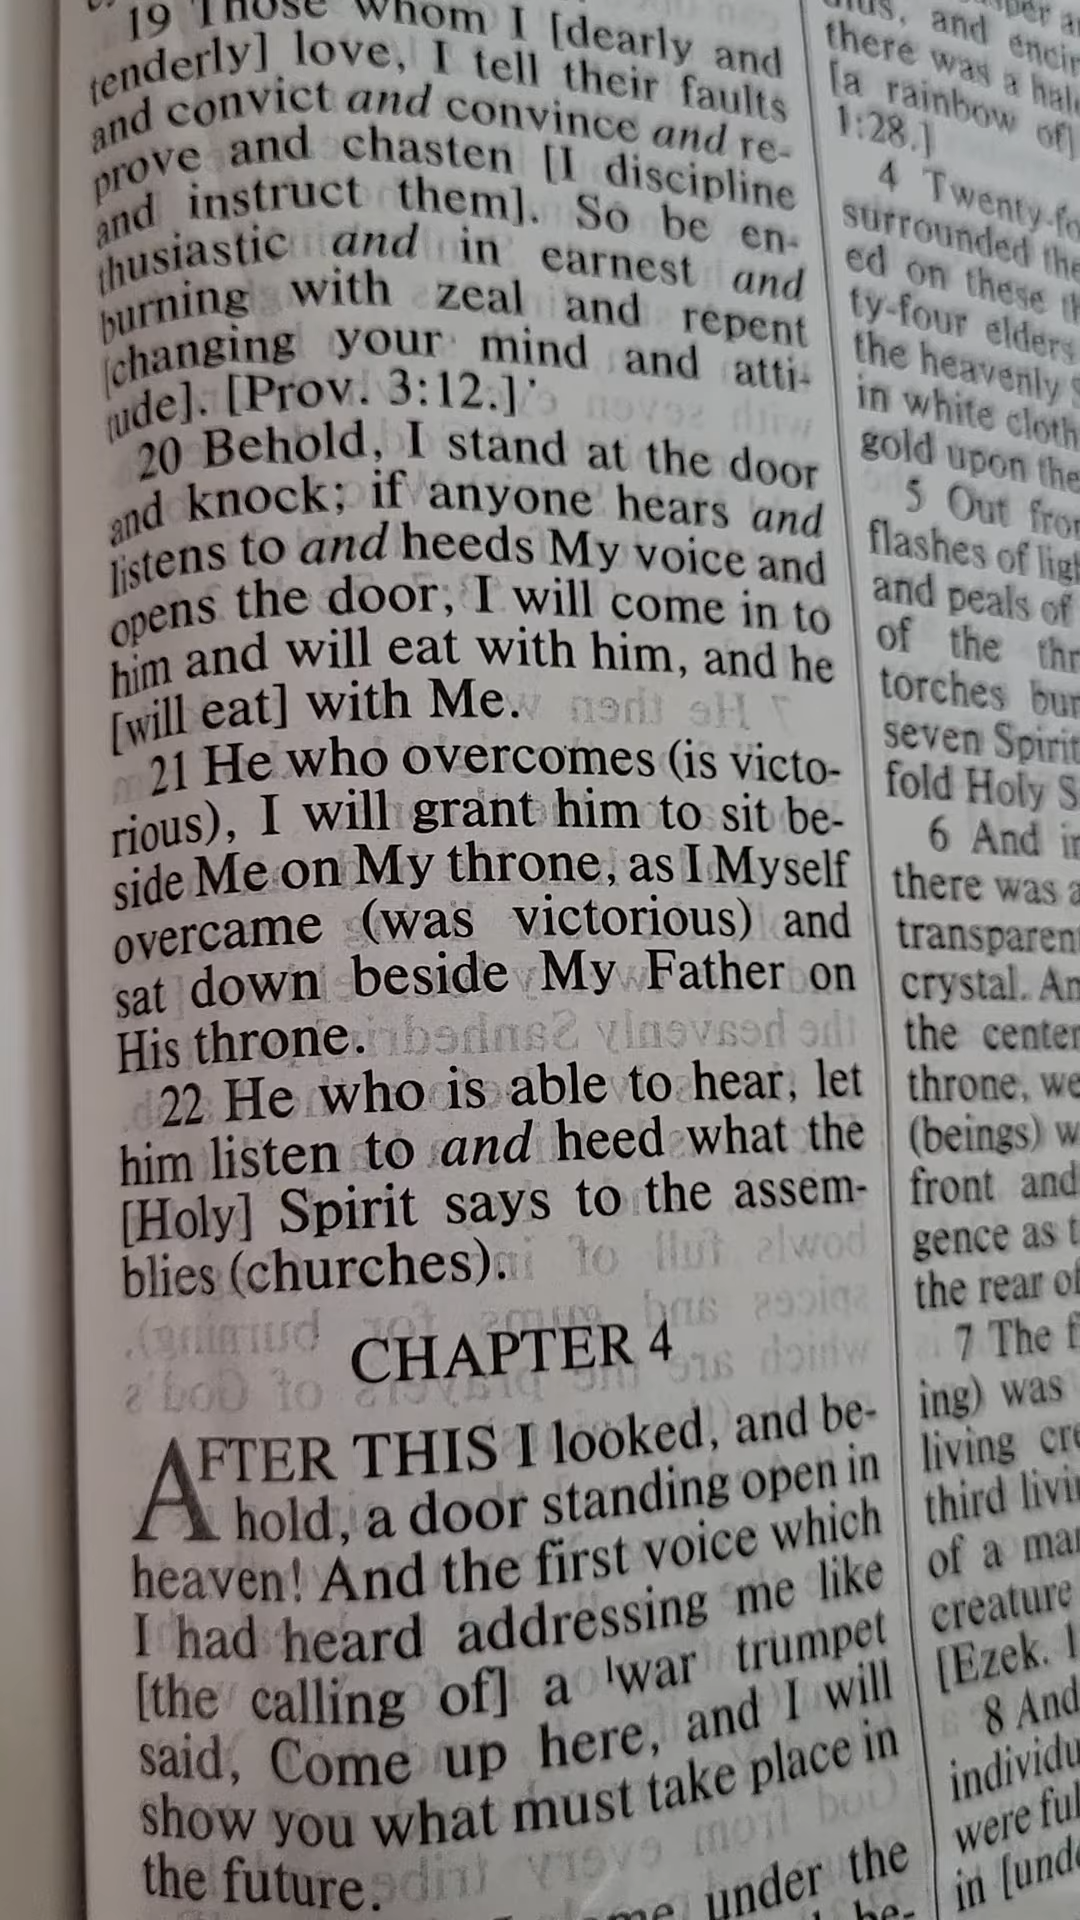 19 Those whom I [dearly and
tenderly] love, I tell their faults
and convict and convince and re-
prove and chasten [I discipline
and instruct them]. So be en-
thusiastic and in earnest and
burning with zeal and repent
[changing your mind and atti-
tude]. [Prov. 3:12.]
20 Behold, I stand at the door
and knock; if anyone hears and
listens to and heeds My voice and
opens the door, I will come in to
him and will eat with him, and he
[will eat] with Me.
21 He who overcomes (is victo-
rious), I will grant him to sit be-
side Me on My throne, as I Myself
overcame (was victorious) and
sat down beside My Father on
His throne.
22 He who is able to hear, let
him listen to and heed what the
[Holy] Spirit says to the assem-
blies (churches).
CHAPTER 4
AFTER THIS I looked, and be-
hold, a door standing open in
heaven! And the first voice which
I had heard addressing me like
[the calling of] a lwar trumpet
said, Come up here, and I will
show you what must take place in
the future.
under the
be-
and
there was a
[a rainbow of]
1:28.]
4
surrounded the
ed on these
ty-four elders
the heavenly
in white
gold upon the
5 Out
flashes of
and peals of
of the
torches
seven
fold Holy
6 And
there was
transparent
crystal.
the center
throne,
(beings)
front and
gence as
the rear of
7 The
ing) was
living
third
of a
creature
[Ezek.
8 And
were
in